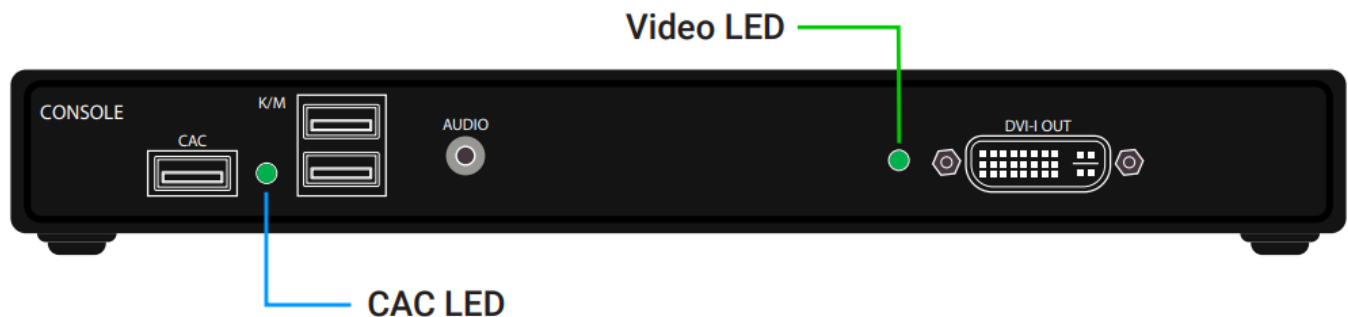 Video LED
CONSOLE
K/M
CAC
AUDIO
DVI-I OUT
CAC LED